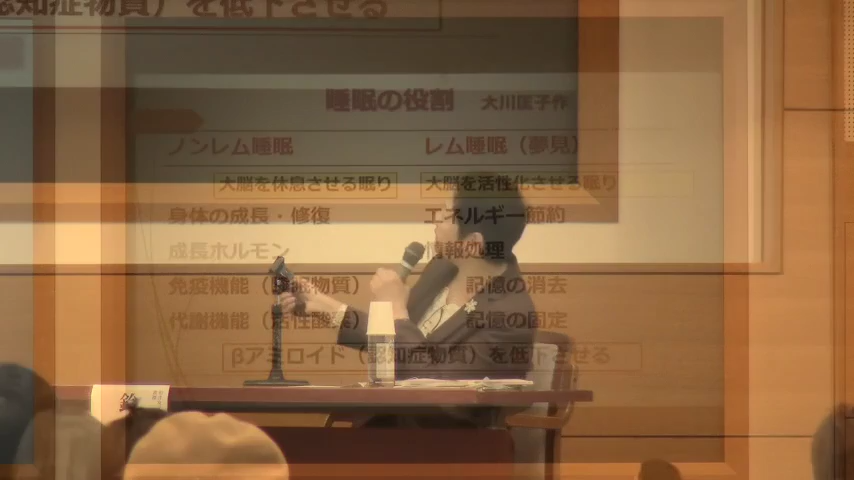 認知症物質）を低下させる
睡眠の役割 大川匡子作
ノンレム睡眠 レム睡眠（夢見）
大脳を休息させる眠り 大脳を活性化させる眠り
身体の成長・修復 エネルギー節約
成長ホルモン 情報処理
免疫機能（睡眠物質） 記憶の消去
代謝機能（活性酸素） 記憶の固定
βアミロイド（認知症物質）を低下させる